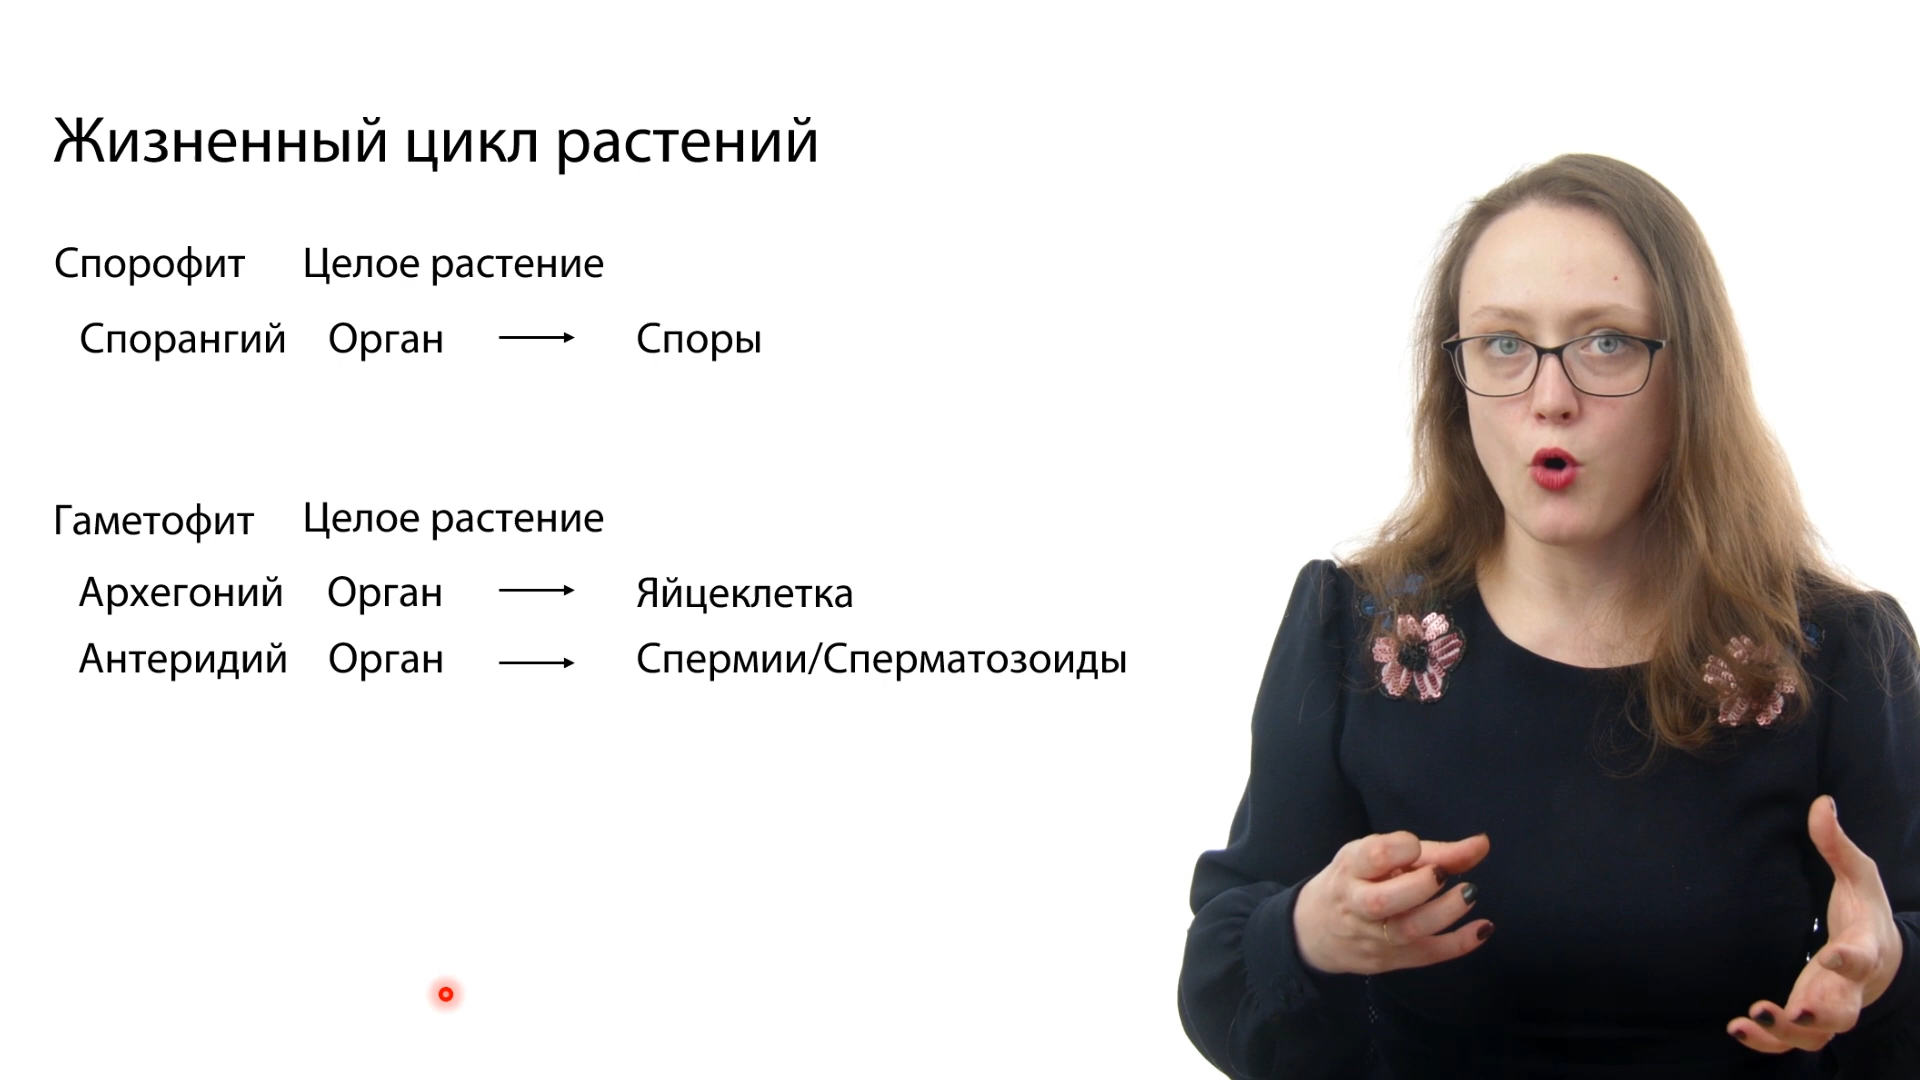 Жизненный цикл растений
Спорофит Целое растение
Спорангий Орган → Споры
Гаметофит Целое растение
Архегоний Орган → Яйцеклетка
Антеридий Орган → Спермии/Сперматозоиды